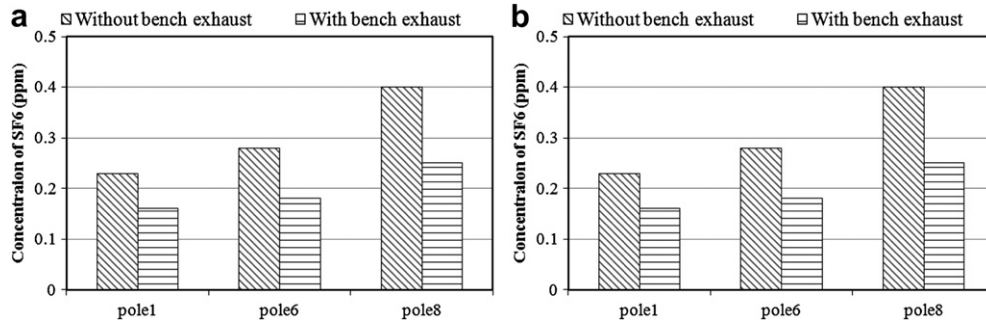 a
Without bench exhaust
With bench exhaust
Concentraion of SF6 (ppm)
0.5
0.4
0.3
0.2
0.1
0
pole1
pole6
pole8
b
Without bench exhaust
With bench exhaust
Concentraion of SF6 (ppm)
0.5
0.4
0.3
0.2
0.1
0
pole1
pole6
pole8